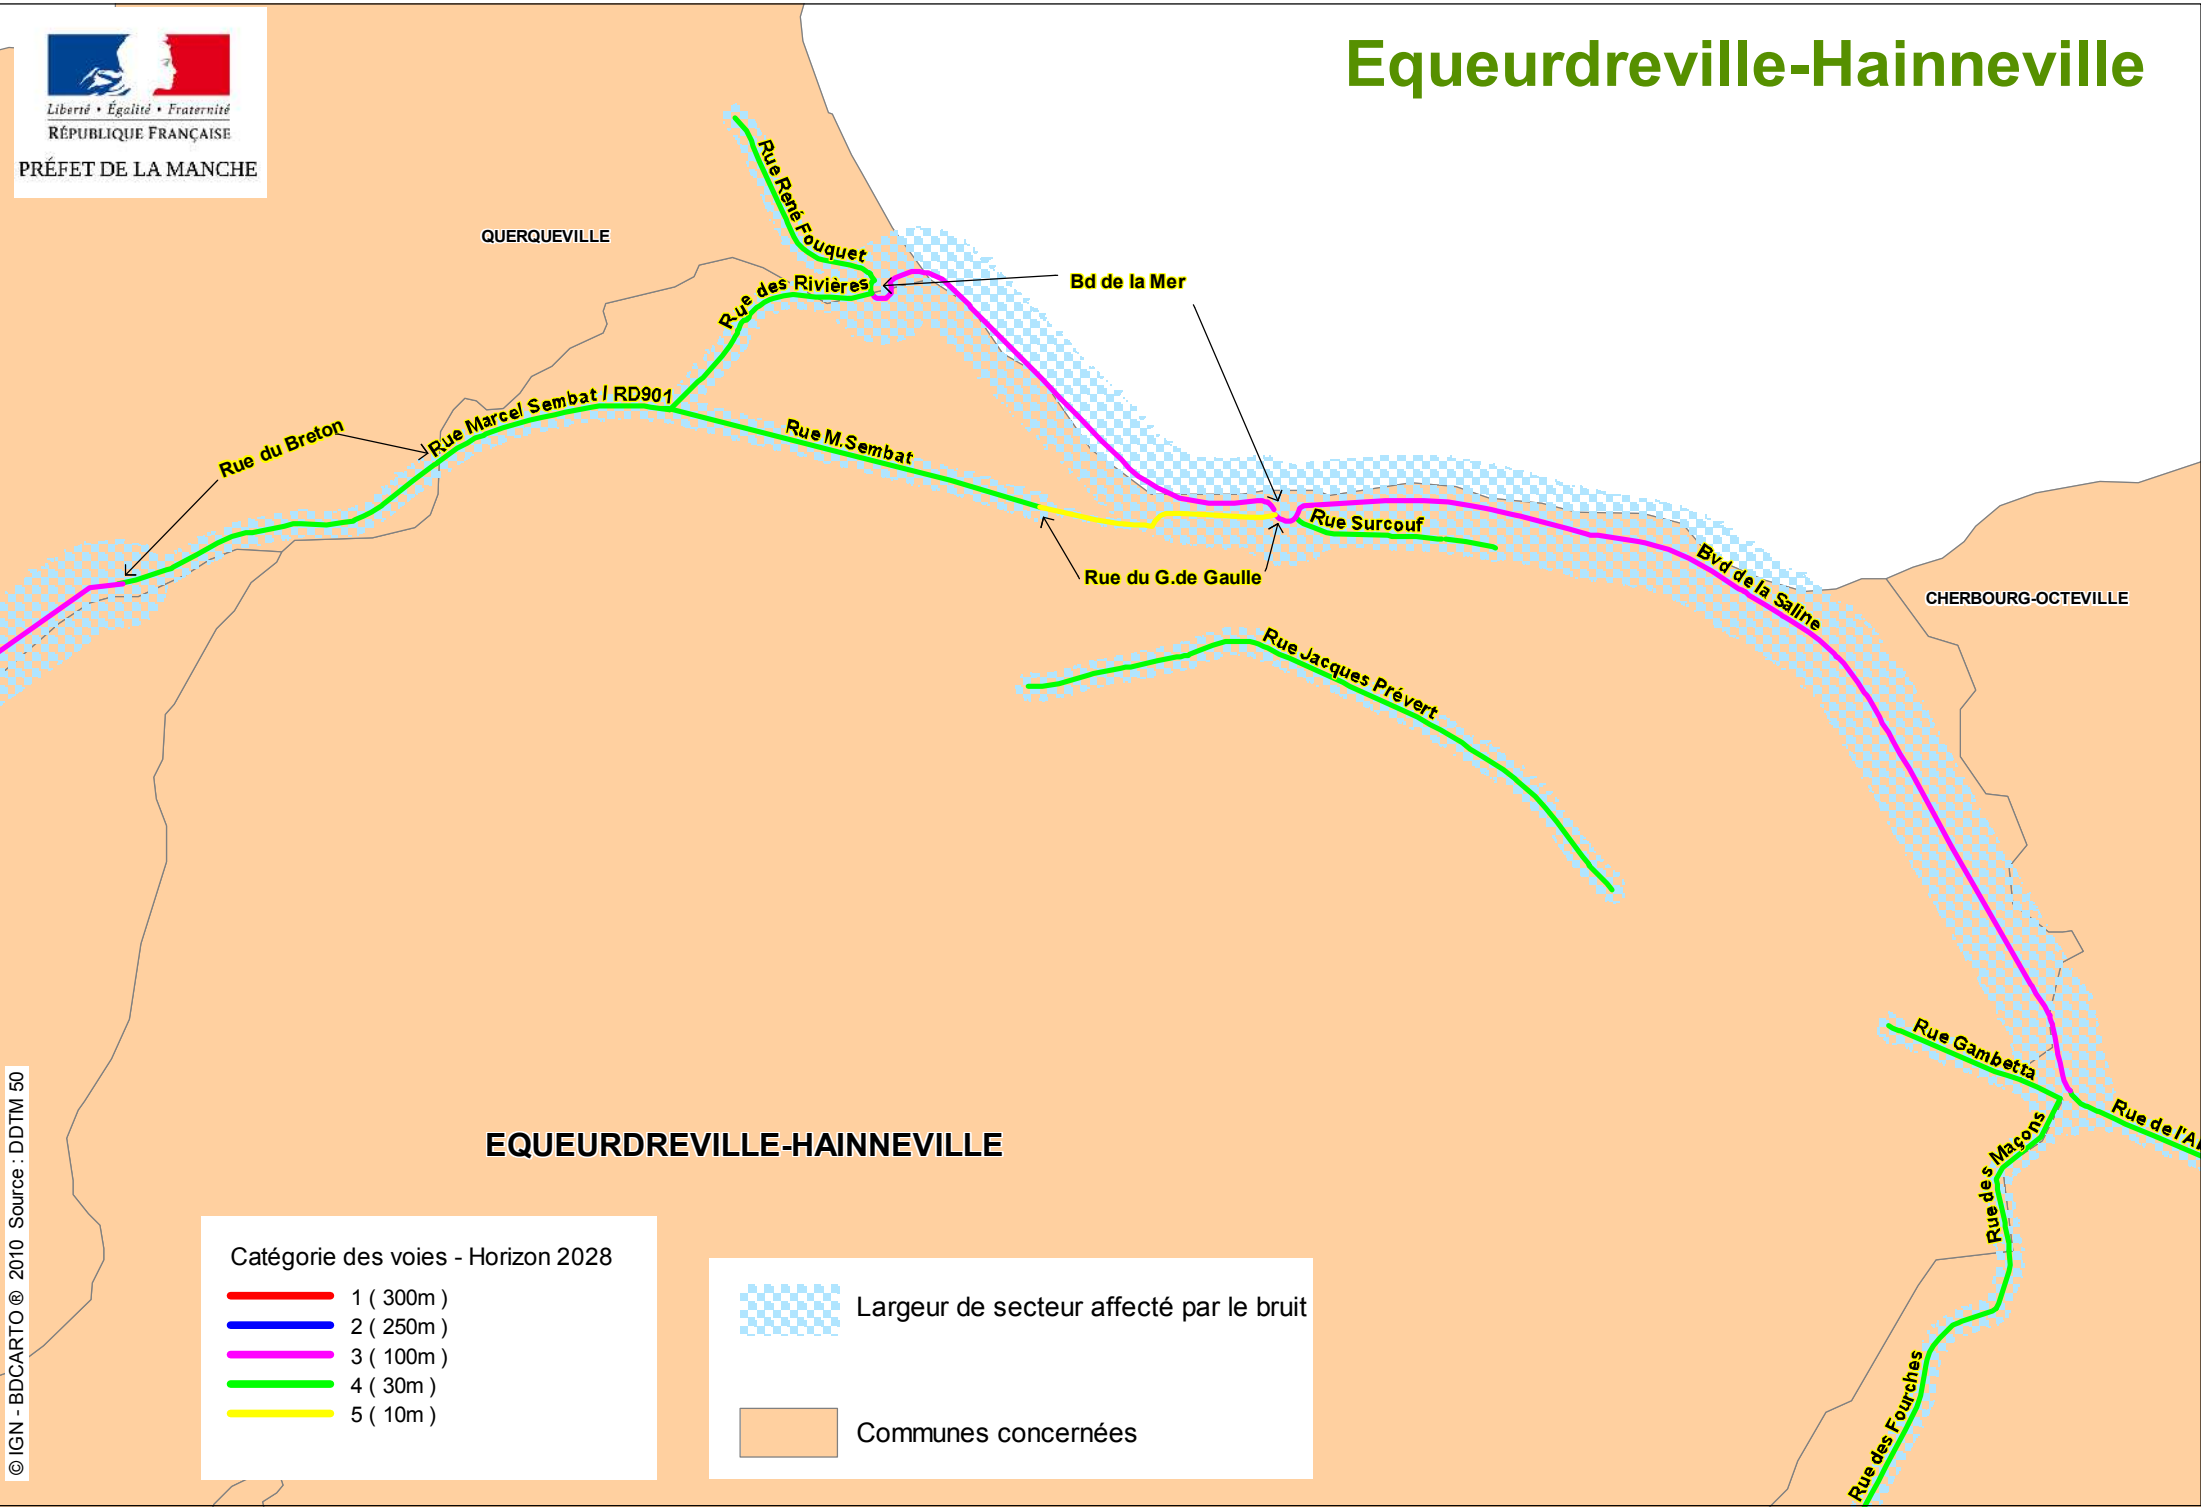 Equeurdreville-Hainneville
Liberté • Égalité • Fraternité
RÉPUBLIQUE FRANÇAISE
PRÉFET DE LA MANCHE
QUERQUEVILLE
Rue René Fouquet
Rue des Rivières
Bd de la Mer
Rue Marcel Sembat / RD901
Rue du Breton
Rue M.Sembat
Rue Surcouf
Rue du G.de Gaulle
Bvd de la Saline
CHERBOURG-OCTEVILLE
Rue Jacques Prévert
Rue Gambetta
Rue de l'A
Rue des Maçons
Rue des Fourches
EQUEURDREVILLE-HAINNEVILLE
© IGN - BDCARTO ® 2010 Source : DDTM 50
Catégorie des voies - Horizon 2028
1 ( 300m )
2 ( 250m )
3 ( 100m )
4 ( 30m )
5 ( 10m )
Largeur de secteur affecté par le bruit
Communes concernées